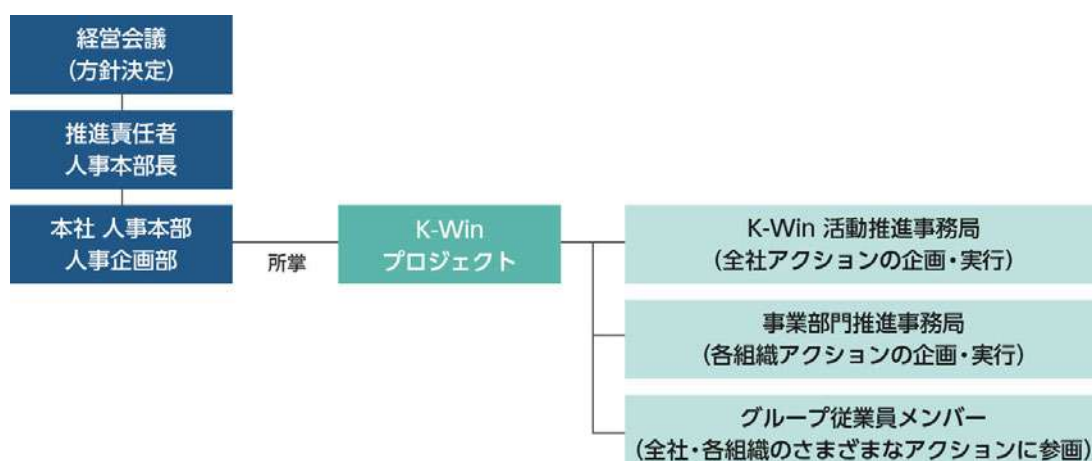 経営会議
(方針決定)
推進責任者
人事本部長
本社 人事本部
人事企画部
所掌
K-Win
プロジェクト
K-Win 活動推進事務局
(全社アクションの企画・実行)
事業部門推進事務局
(各組織アクションの企画・実行)
グループ従業員メンバー
(全社・各組織のさまざまなアクションに参画)